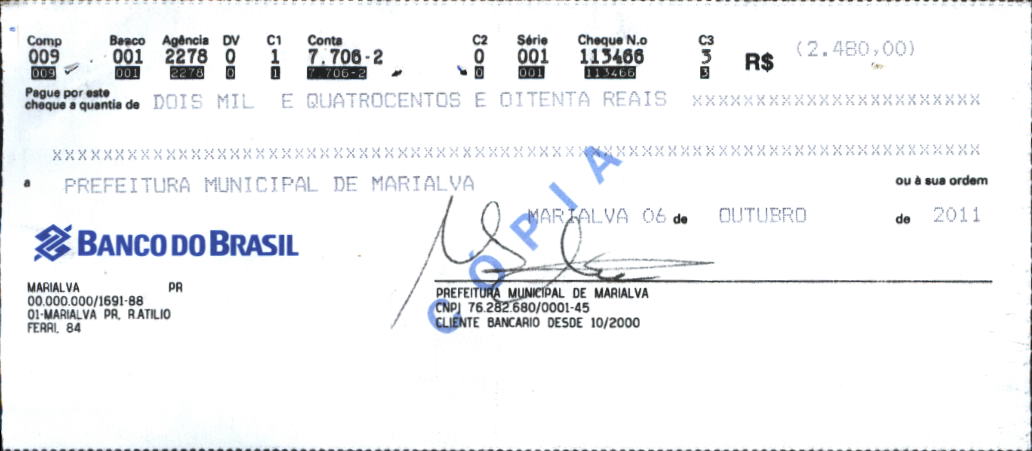 Comp Banco Agência DV C1 Conta C2 Série Cheque N.o C3
009 001 2278 0 1 7.706-2 0 001 113466 3 R$ (2.480,00)
009 001 2278 0 1 7.706-2 0 001 113466 3
Pague por este
cheque a quantia de DOIS MIL E QUATROCENTOS E OITENTA REAIS XXXXXXXXXXXXXXXXXXXXXXX
XXXXXXXXXXXXXXXXXXXXXXXXXXXXXXXXXXXXXXXXXXXXXXXXXXXXXXXXXXXXXXXXXXXXXXXXXX
a PREFEITURA MUNICIPAL DE MARIALVA ou à sua ordem
MARIALVA 06 de OUTUBRO de 2011
CÓPIA
BANCO DO BRASIL
MARIALVA PR
00.000.000/1691-88
01-MARIALVA PR, R.ATILIO
FERRI, 84
PREFEITURA MUNICIPAL DE MARIALVA
CNPJ 76.282.680/0001-45
CLIENTE BANCARIO DESDE 10/2000